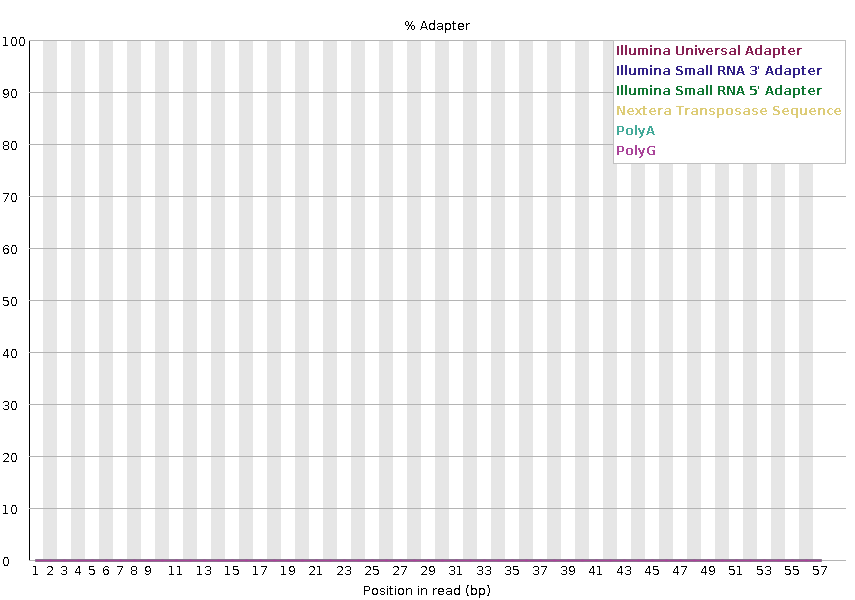 % Adapter
100
90
80
70
60
50
40
30
20
10
0
Illumina Universal Adapter
Illumina Small RNA 3' Adapter
Illumina Small RNA 5' Adapter
Nextera Transposase Sequence
PolyA
PolyG
1 2 3 4 5 6 7 8 9 11 13 15 17 19 21 23 25 27 29 31 33 35 37 39 41 43 45 47 49 51 53 55 57
Position in read (bp)